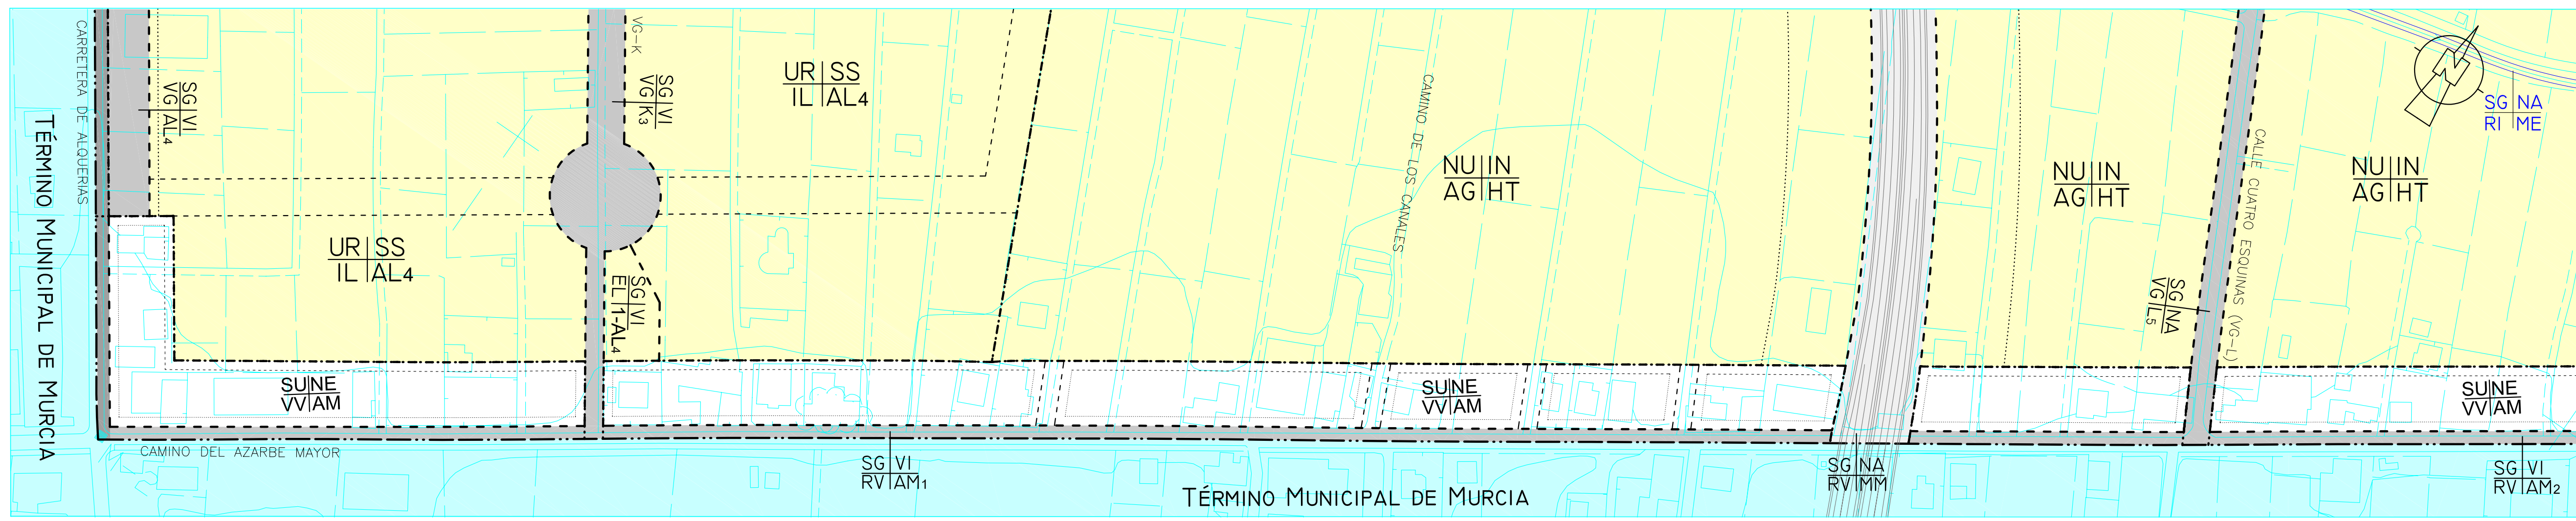 CARRETERA DE ALQUERIAS
TÉRMINO MUNICIPAL DE MURCIA
SG VI
VG AL4
VG-K
SG VI
VG K3
UR SS
IL AL4
UR SS
IL AL4
SG VI
EL 1-AL4
SU NE
VV AM
CAMINO DEL AZARBE MAYOR
SG VI
RV AM1
CAMINO DE LOS CANALES
NU IN
AG HT
SU NE
VV AM
TÉRMINO MUNICIPAL DE MURCIA
SG NA
RV MM
NU IN
AG HT
SG NA
VG L5
CALLE CUATRO ESQUINAS (VG-L)
NU IN
AG HT
N
SG NA
RI ME
SU NE
VV AM
SG VI
RV AM2